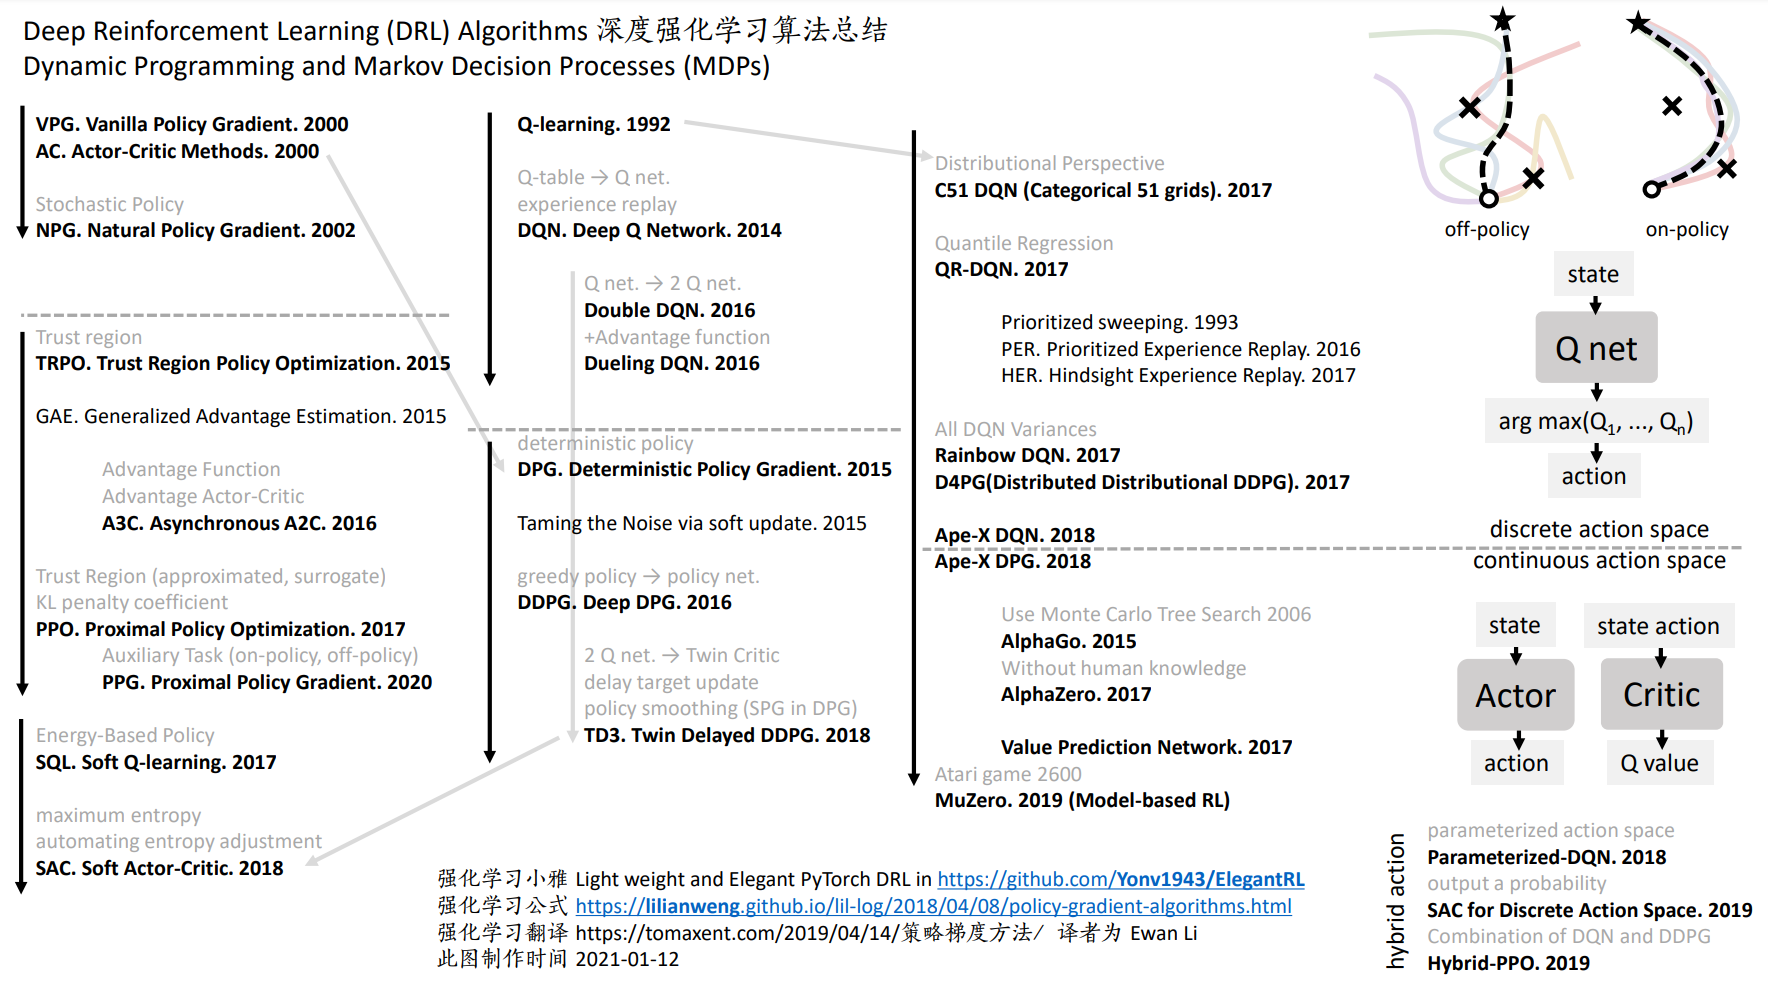 Deep Reinforcement Learning (DRL) Algorithms 深度强化学习算法总结
Dynamic Programming and Markov Decision Processes (MDPs)
VPG. Vanilla Policy Gradient. 2000
AC. Actor-Critic Methods. 2000
Stochastic Policy
NPG. Natural Policy Gradient. 2002
Trust region
TRPO. Trust Region Policy Optimization. 2015
GAE. Generalized Advantage Estimation. 2015
Advantage Function
Advantage Actor-Critic
A3C. Asynchronous A2C. 2016
Trust Region (approximated, surrogate)
KL penalty coefficient
PPO. Proximal Policy Optimization. 2017
Auxiliary Task (on-policy, off-policy)
PPG. Proximal Policy Gradient. 2020
Energy-Based Policy
SQL. Soft Q-learning. 2017
maximum entropy
automating entropy adjustment
SAC. Soft Actor-Critic. 2018
Q-learning. 1992
Q-table → Q net.
experience replay
DQN. Deep Q Network. 2014
Q net. → 2 Q net.
Double DQN. 2016
+Advantage function
Dueling DQN. 2016
deterministic policy
DPG. Deterministic Policy Gradient. 2015
Taming the Noise via soft update. 2015
greedy policy → policy net.
DDPG. Deep DPG. 2016
2 Q net. → Twin Critic
delay target update
policy smoothing (SPG in DPG)
TD3. Twin Delayed DDPG. 2018
Distributional Perspective
C51 DQN (Categorical 51 grids). 2017
Quantile Regression
QR-DQN. 2017
Prioritized sweeping. 1993
PER. Prioritized Experience Replay. 2016
HER. Hindsight Experience Replay. 2017
All DQN Variances
Rainbow DQN. 2017
D4PG(Distributed Distributional DDPG). 2017
Ape-X DQN. 2018
Ape-X DPG. 2018
Use Monte Carlo Tree Search 2006
AlphaGo. 2015
Without human knowledge
AlphaZero. 2017
Value Prediction Network. 2017
Atari game 2600
MuZero. 2019 (Model-based RL)
off-policy
on-policy
state
Q net
arg max(Q1, ..., Qn)
action
discrete action space
continuous action space
state
state action
Actor
Critic
action
Q value
hybrid action
parameterized action space
Parameterized-DQN. 2018
output a probability
SAC for Discrete Action Space. 2019
Combination of DQN and DDPG
Hybrid-PPO. 2019
强化学习小雅 Light weight and Elegant PyTorch DRL in https://github.com/Yonv1943/ElegantRL
强化学习公式 https://lilianweng.github.io/lil-log/2018/04/08/policy-gradient-algorithms.html
强化学习翻译 https://tomaxent.com/2019/04/14/策略梯度方法/ 译者为 Ewan Li
此图制作时间 2021-01-12